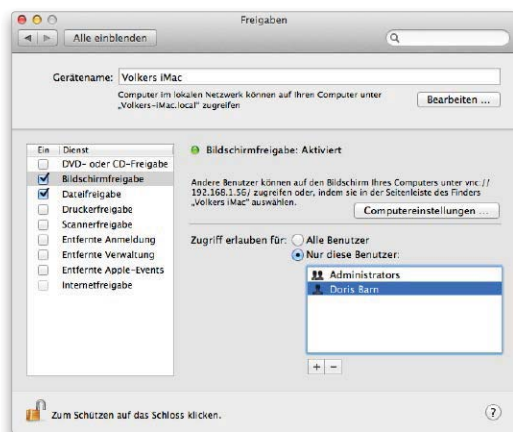 Freigaben
Alle einblenden
Gerätename: Volkers iMac
Computer im lokalen Netzwerk können auf Ihren Computer unter
„Volkers-iMac.local“ zugreifen
Bearbeiten ...
Ein Dienst
DVD- oder CD-Freigabe
Bildschirmfreigabe
Dateifreigabe
Druckerfreigabe
Scannerfreigabe
Entfernte Anmeldung
Entfernte Verwaltung
Entfernte Apple-Events
Internetfreigabe
Bildschirmfreigabe: Aktiviert
Andere Benutzer können auf den Bildschirm Ihres Computers unter vnc://
192.168.1.56/ zugreifen oder, indem sie in der Seitenleiste des Finders
„Volkers iMac“ auswählen.
Computereinstellungen ...
Zugriff erlauben für: Alle Benutzer
Nur diese Benutzer:
Administrators
Doris Barn
+ −
Zum Schützen auf das Schloss klicken.
?